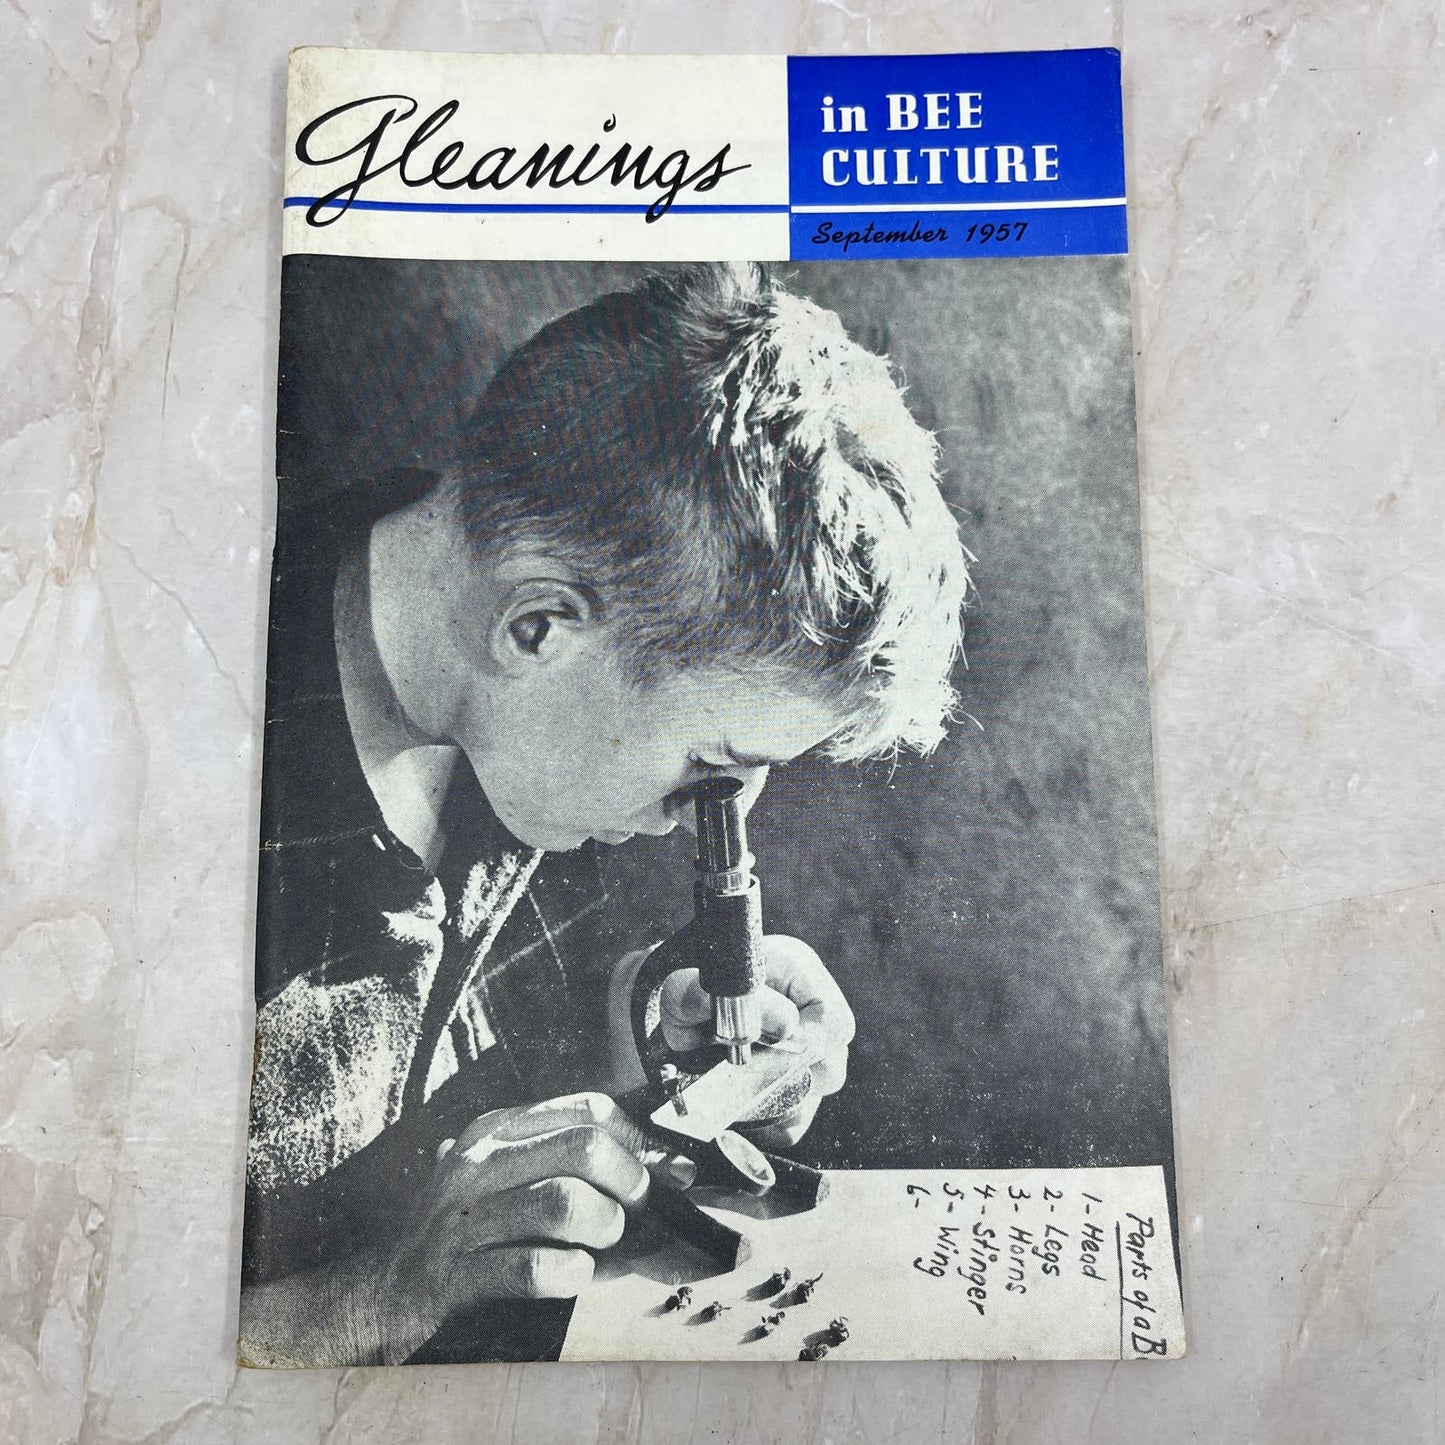 Gleanings
in BEE
CULTURE
September 1957
Parts of a B
1-Head
2-Legs
3-Horns
4-Stinger
5-Wing
6-